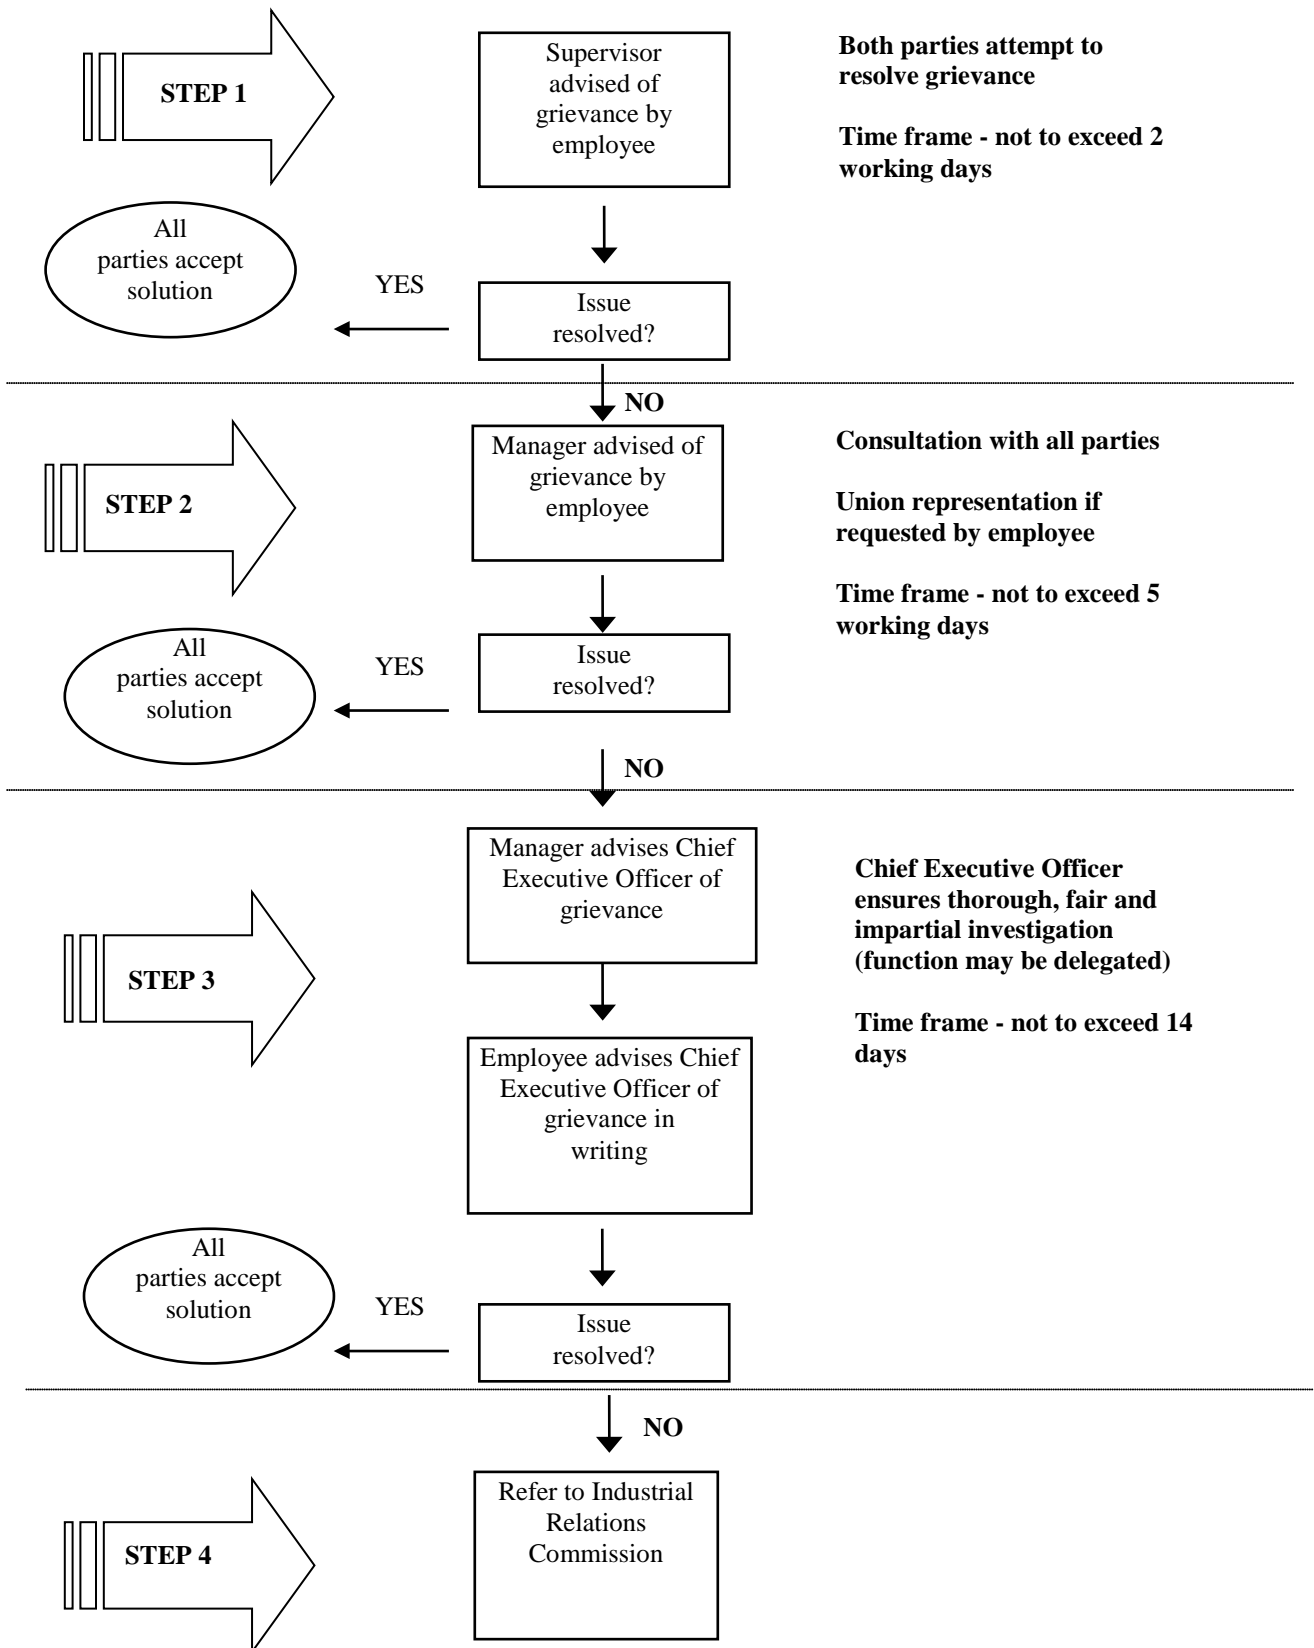 STEP 1
Supervisor
advised of
grievance by
employee
Both parties attempt to
resolve grievance
Time frame - not to exceed 2
working days
All
parties accept
solution
YES
Issue
resolved?
NO
STEP 2
Manager advised of
grievance by
employee
Consultation with all parties
Union representation if
requested by employee
Time frame - not to exceed 5
working days
All
parties accept
solution
YES
Issue
resolved?
NO
STEP 3
Manager advises Chief
Executive Officer of
grievance
Chief Executive Officer
ensures thorough, fair and
impartial investigation
(function may be delegated)
Time frame - not to exceed 14
days
Employee advises Chief
Executive Officer of
grievance in
writing
All
parties accept
solution
YES
Issue
resolved?
NO
STEP 4
Refer to Industrial
Relations
Commission